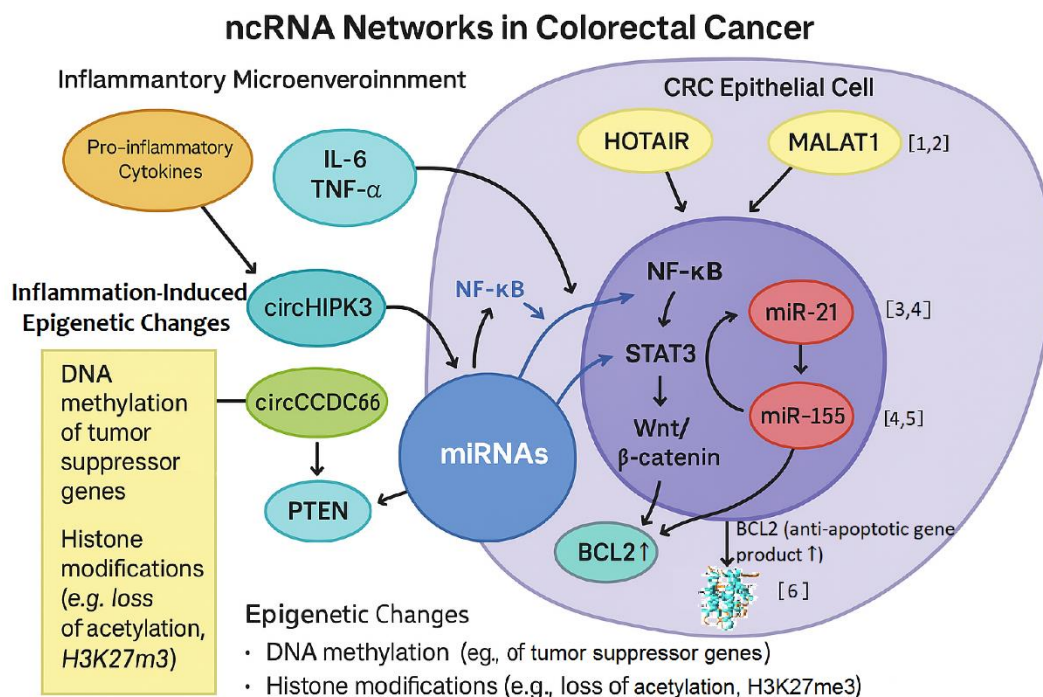 ncRNA Networks in Colorectal Cancer
Inflammantory Microenveroinnment
CRC Epithelial Cell
Pro-inflammatory
Cytokines
IL-6
TNF-α
HOTAIR
MALAT1
[1,2]
Inflammation-Induced
Epigenetic Changes
circHIPK3
NF-κB
NF-κB
miR-21
[3,4]
STAT3
DNA
methylation
of tumor
suppressor
genes
circCCDC66
miR-155
[4,5]
miRNAs
Wnt/
β-catenin
PTEN
Histone
modifications
(e.g. loss
of acetylation,
H3K27m3)
BCL2↑
BCL2 (anti-apoptotic gene
product ↑)
[6]
Epigenetic Changes
• DNA methylation (eg., of tumor suppressor genes)
• Histone modifications (e.g., loss of acetylation, H3K27me3)